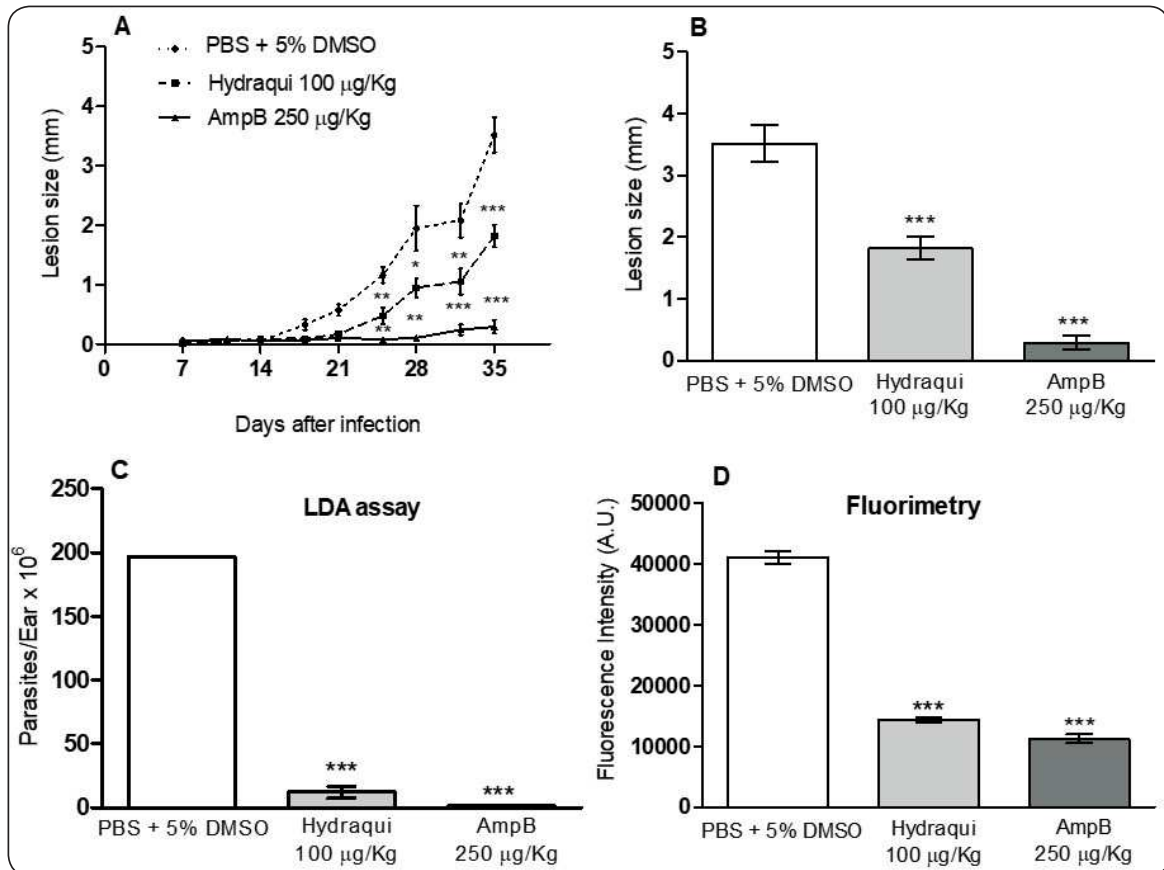 A
PBS + 5% DMSO
Hydraqui 100 μg/Kg
AmpB 250 μg/Kg
Lesion size (mm)
5
4
3
2
1
0
***
*
**
**
***
***
**
**
0
7
14
21
28
35
Days after infection
B
Lesion size (mm)
5
4
3
2
1
0
***
***
PBS + 5% DMSO
Hydraqui
100 μg/Kg
AmpB
250 μg/Kg
C
LDA assay
Parasites/Ear x 10⁶
250
200
150
100
50
0
***
***
PBS + 5% DMSO
Hydraqui
100 μg/Kg
AmpB
250 μg/Kg
D
Fluorimetry
Fluorescence Intensity (A.U.)
50000
40000
30000
20000
10000
0
***
***
PBS + 5% DMSO
Hydraqui
100 μg/Kg
AmpB
250 μg/Kg